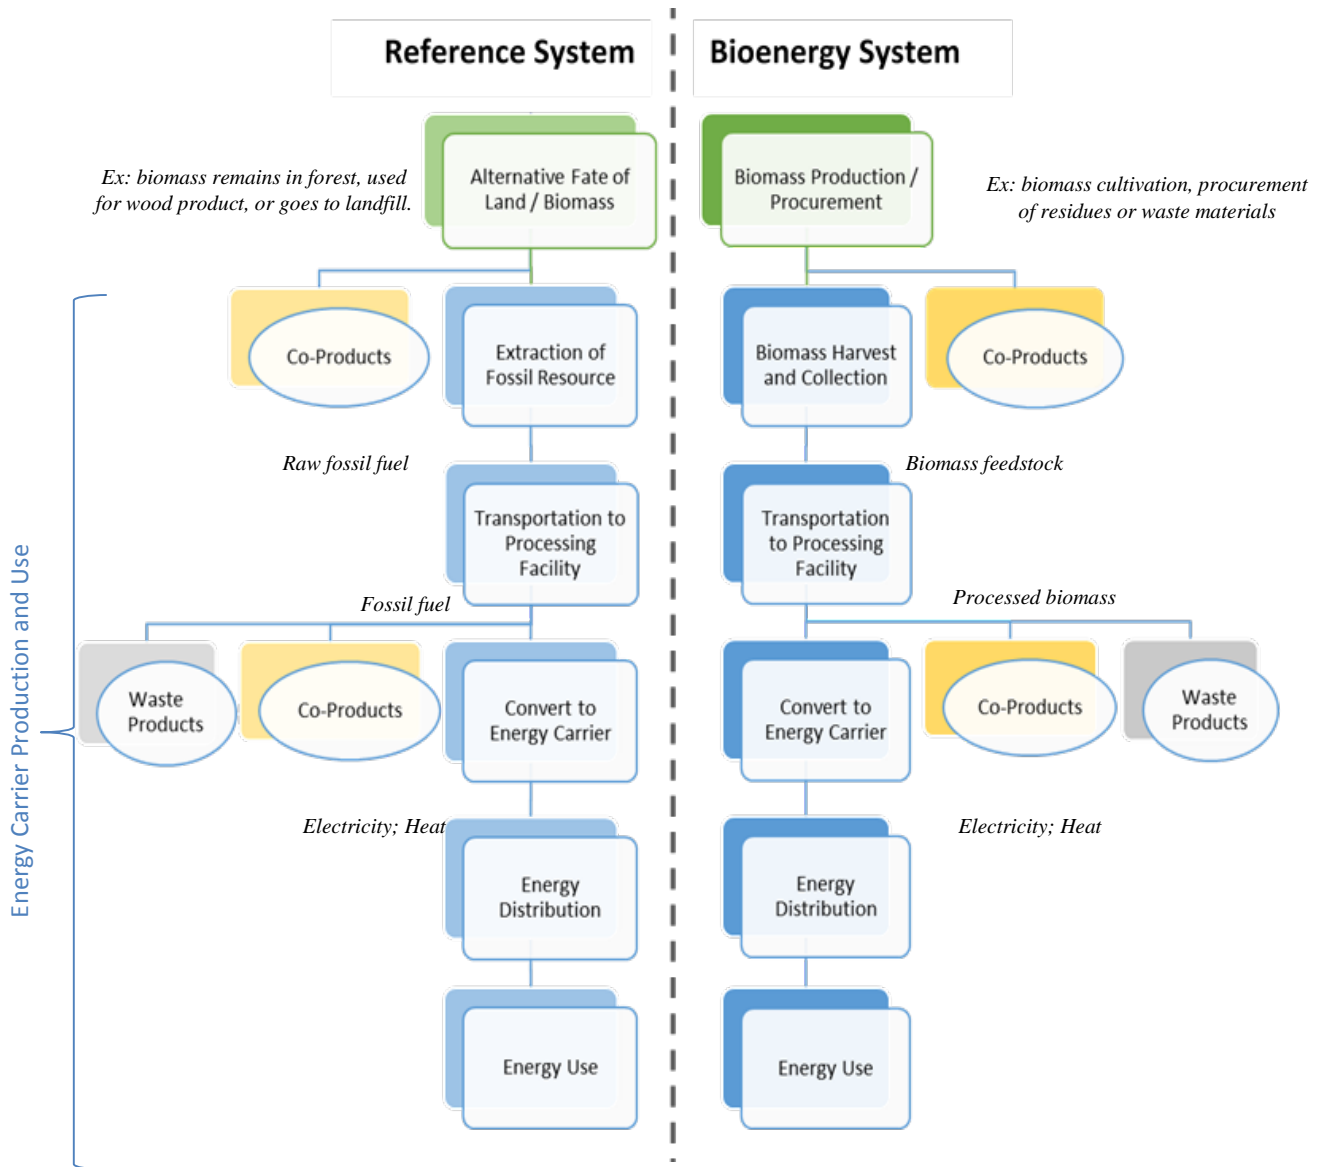 Reference System
Bioenergy System
Ex: biomass remains in forest, used
for wood product, or goes to landfill.
Alternative Fate of
Land / Biomass
Biomass Production /
Procurement
Ex: biomass cultivation, procurement
of residues or waste materials
Energy Carrier Production and Use
Co-Products
Extraction of
Fossil Resource
Biomass Harvest
and Collection
Co-Products
Raw fossil fuel
Biomass feedstock
Transportation to
Processing
Facility
Transportation
to Processing
Facility
Fossil fuel
Processed biomass
Waste
Products
Co-Products
Convert to
Energy Carrier
Convert to
Energy Carrier
Co-Products
Waste
Products
Electricity; Heat
Electricity; Heat
Energy
Distribution
Energy
Distribution
Energy Use
Energy Use